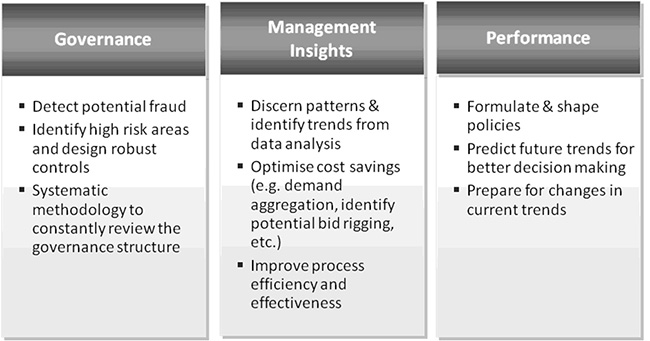 Governance
▪ Detect potential fraud
▪ Identify high risk areas
and design robust
controls
▪ Systematic
methodology to
constantly review the
governance structure
Management
Insights
▪ Discern patterns &
identify trends from
data analysis
▪ Optimise cost savings
(e.g. demand
aggregation, identify
potential bid rigging,
etc.)
▪ Improve process
efficiency and
effectiveness
Performance
▪ Formulate & shape
policies
▪ Predict future trends for
better decision making
▪ Prepare for changes in
current trends